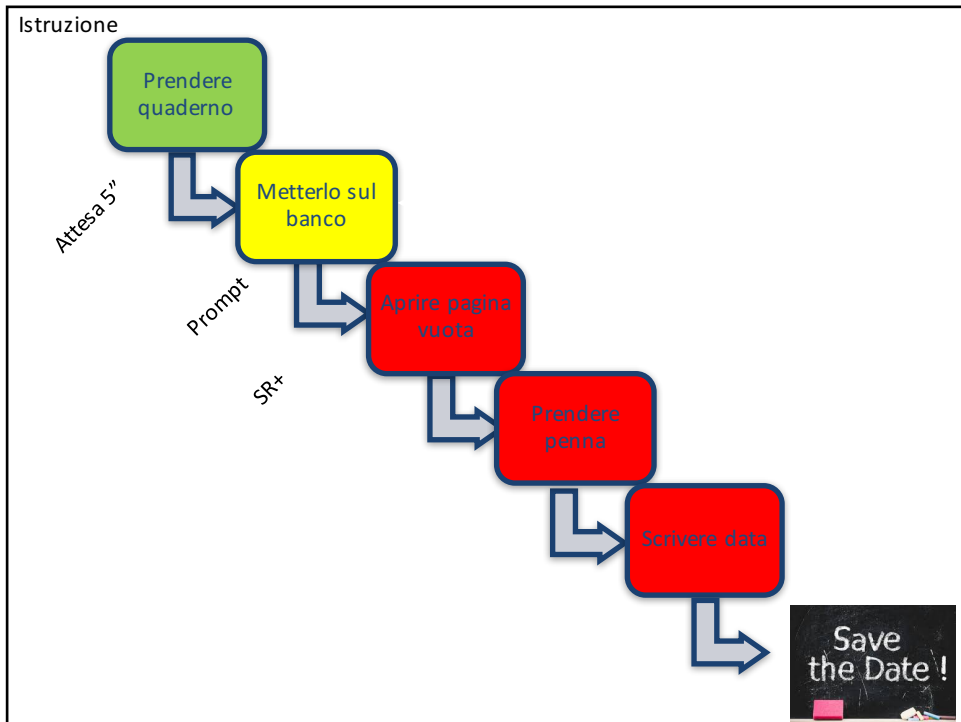 Istruzione
Prendere
quaderno
Attesa 5”
Metterlo sul
banco
Prompt
Aprire pagina
vuota
SR+
Prendere
penna
Scrivere data
Save
the Date !